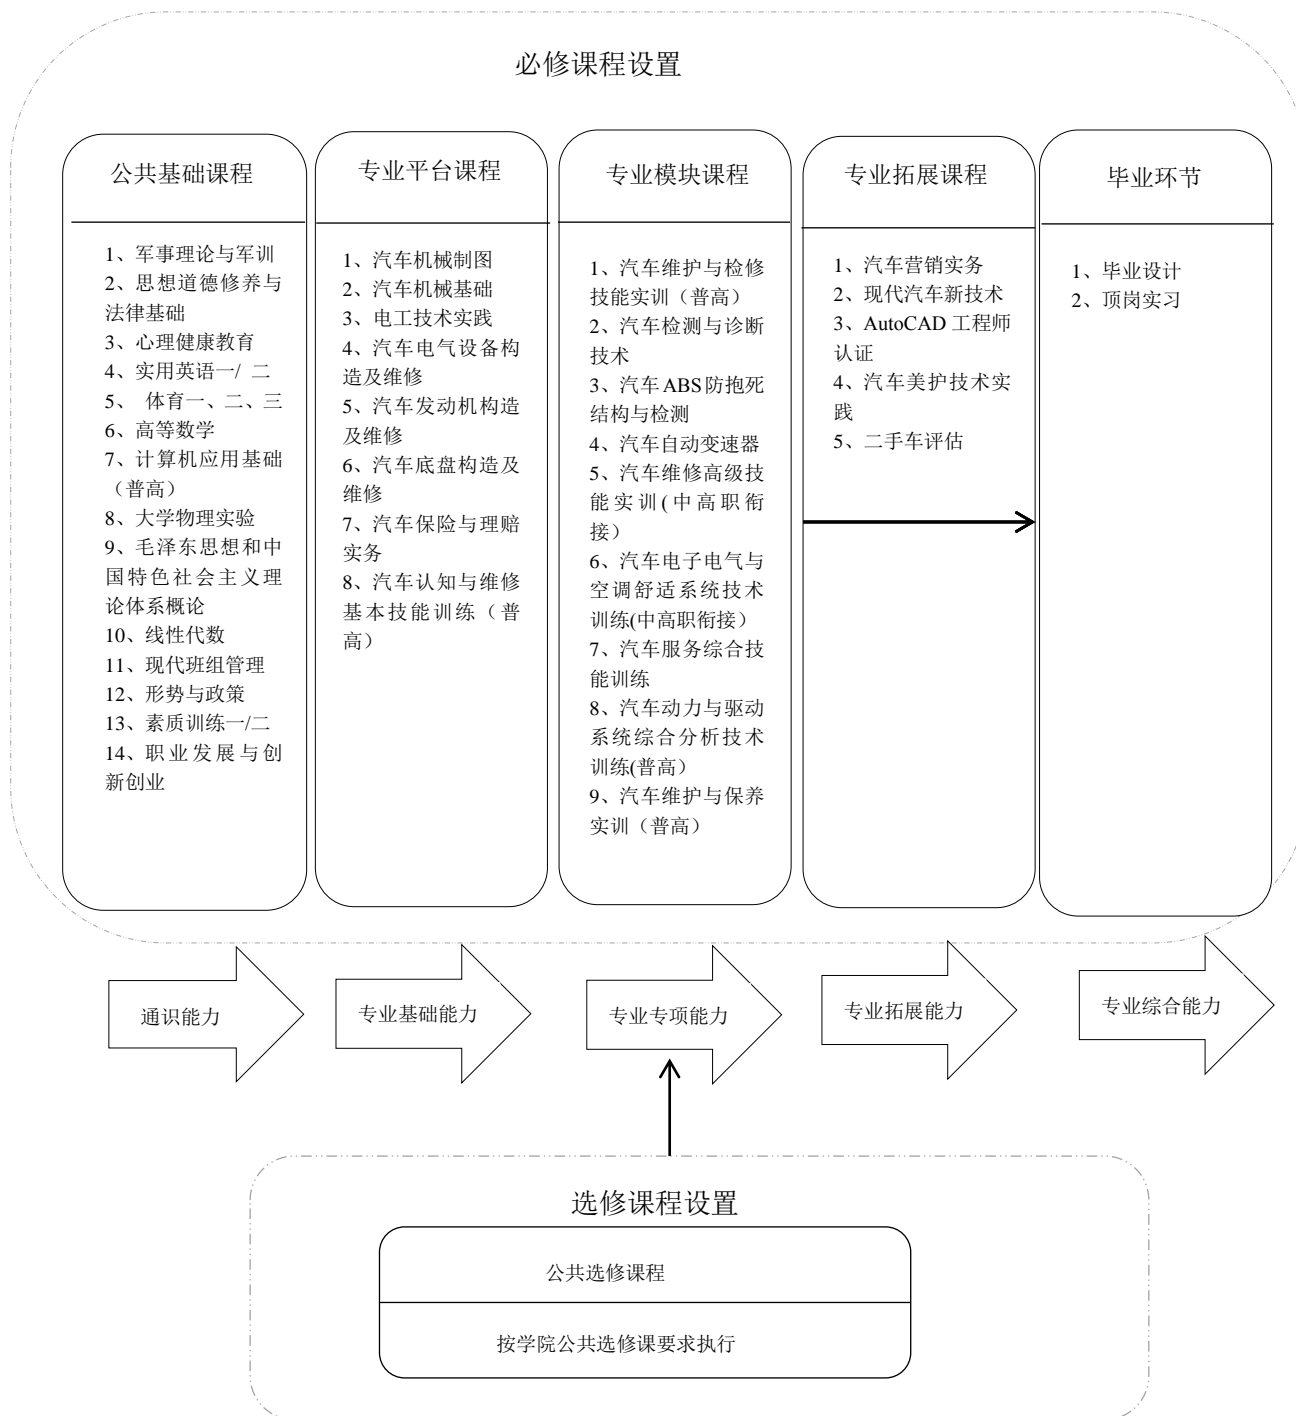 必修课程设置
公共基础课程
1、军事理论与军训
2、思想道德修养与
法律基础
3、心理健康教育
4、实用英语一/ 二
5、 体育一、二、三
6、高等数学
7、计算机应用基础
（普高）
8、大学物理实验
9、毛泽东思想和中
国特色社会主义理
论体系概论
10、线性代数
11、现代班组管理
12、形势与政策
13、素质训练一/二
14、职业发展与创
新创业
专业平台课程
1、汽车机械制图
2、汽车机械基础
3、电工技术实践
4、汽车电气设备构
造及维修
5、汽车发动机构造
及维修
6、汽车底盘构造及
维修
7、汽车保险与理赔
实务
8、汽车认知与维修
基本技能训练（普
高）
专业模块课程
1、汽车维护与检修
技能实训（普高）
2、汽车检测与诊断
技术
3、汽车ABS防抱死
结构与检测
4、汽车自动变速器
5、汽车维修高级技
能实训(中高职衔
接）
6、汽车电子电气与
空调舒适系统技术
训练(中高职衔接）
7、汽车服务综合技
能训练
8、汽车动力与驱动
系统综合分析技术
训练(普高）
9、汽车维护与保养
实训（普高）
专业拓展课程
1、汽车营销实务
2、现代汽车新技术
3、AutoCAD 工程师
认证
4、汽车美护技术实
践
5、二手车评估
毕业环节
1、毕业设计
2、顶岗实习
通识能力
专业基础能力
专业专项能力
专业拓展能力
专业综合能力
选修课程设置
公共选修课程
按学院公共选修课要求执行